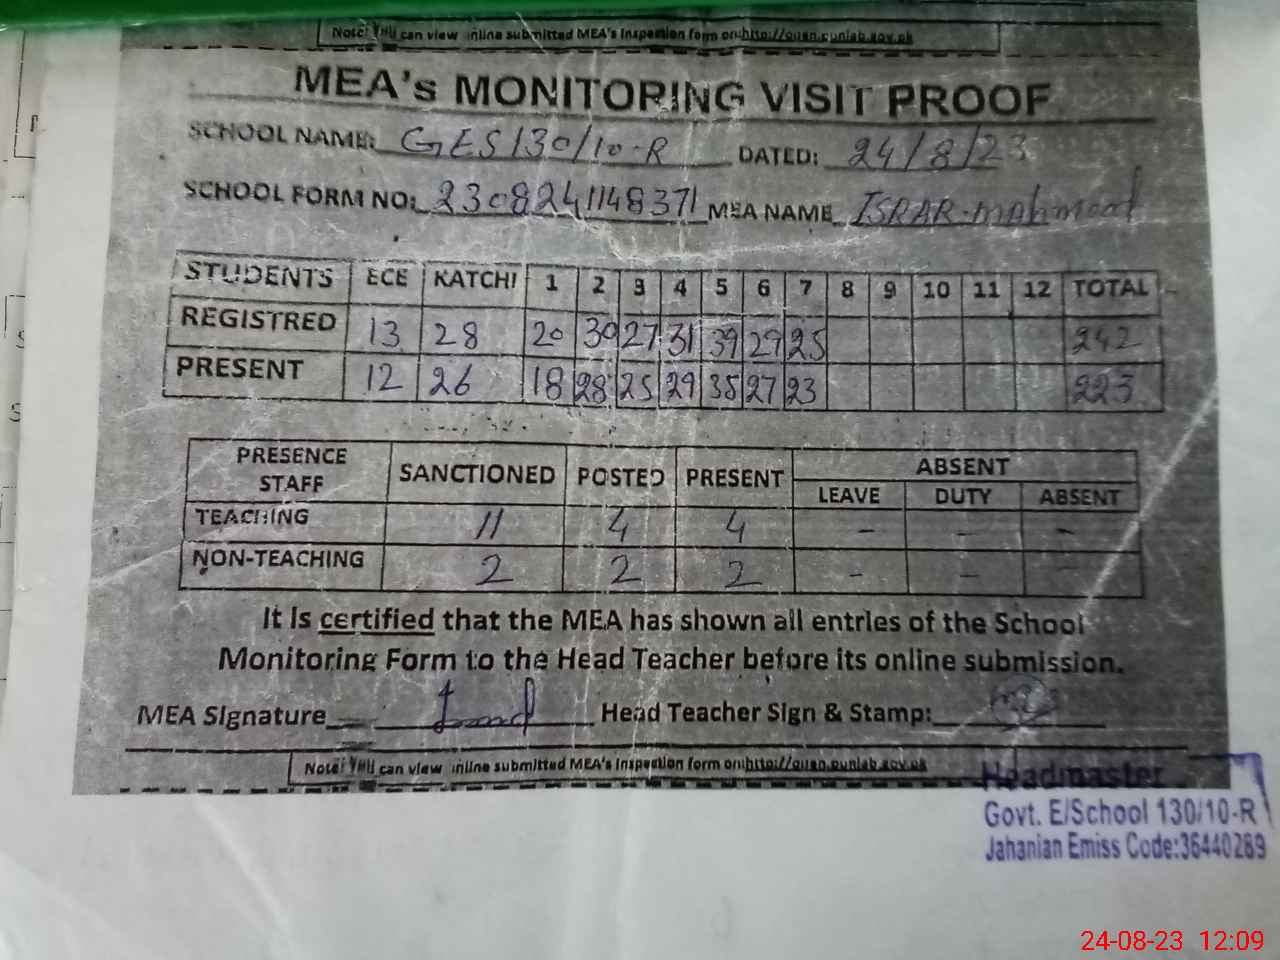 Note: You can view inline submitted MEA's Inspection form on:http://quan.punjab.gov.pk
MEA's MONITORING VISIT PROOF
SCHOOL NAME: GES 130/10-R DATED: 24/8/23
SCHOOL FORM NO: 2308241148371 MEA NAME ISRAR-mahmood
STUDENTS ECE KATCHI 1 2 3 4 5 6 7 8 9 10 11 12 TOTAL
REGISTRED 13 28 20 30 27 31 39 29 25 242
PRESENT 12 26 18 28 25 29 35 27 23 223
PRESENCE STAFF SANCTIONED POSTED PRESENT ABSENT
LEAVE DUTY ABSENT
TEACHING 11 4 4 - - -
NON-TEACHING 2 2 2 - -
It is certified that the MEA has shown all entries of the School
Monitoring Form to the Head Teacher before its online submission.
MEA Signature Head Teacher Sign & Stamp:
Note: You can view inline submitted MEA's Inspection form on:http://quan.punjab.gov.pk
Headmaster
Govt. E/School 130/10-R
Jahanian Emiss Code:36440269
24-08-23 12:09